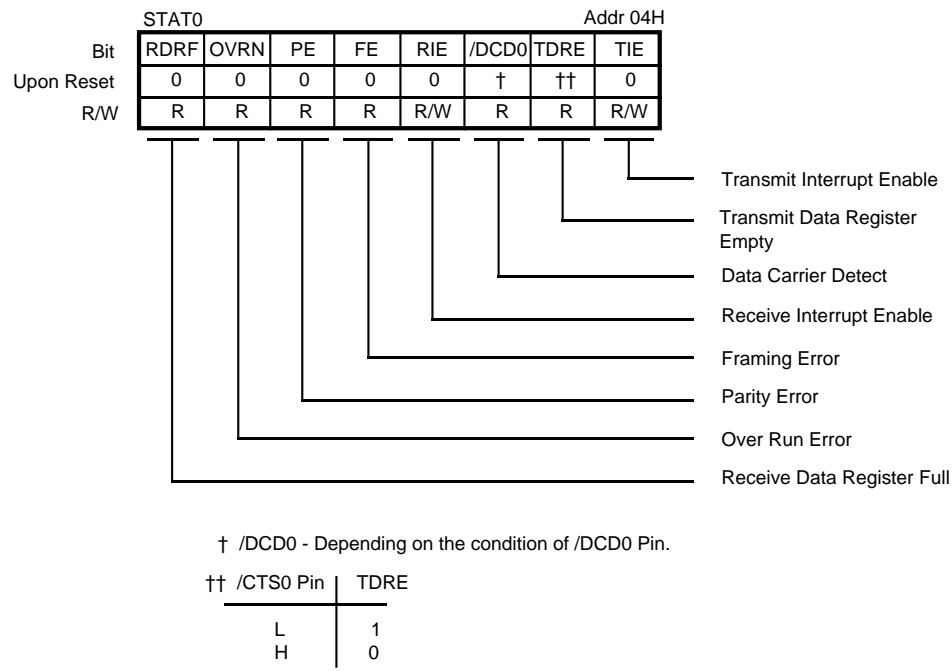 STAT0 Addr 04H
Bit RDRF OVRN PE FE RIE /DCD0 TDRE TIE
Upon Reset 0 0 0 0 0 † †† 0
R/W R R R R R/W R R R/W
Transmit Interrupt Enable
Transmit Data Register
Empty
Data Carrier Detect
Receive Interrupt Enable
Framing Error
Parity Error
Over Run Error
Receive Data Register Full
† /DCD0 - Depending on the condition of /DCD0 Pin.
†† /CTS0 Pin TDRE
L 1
H 0